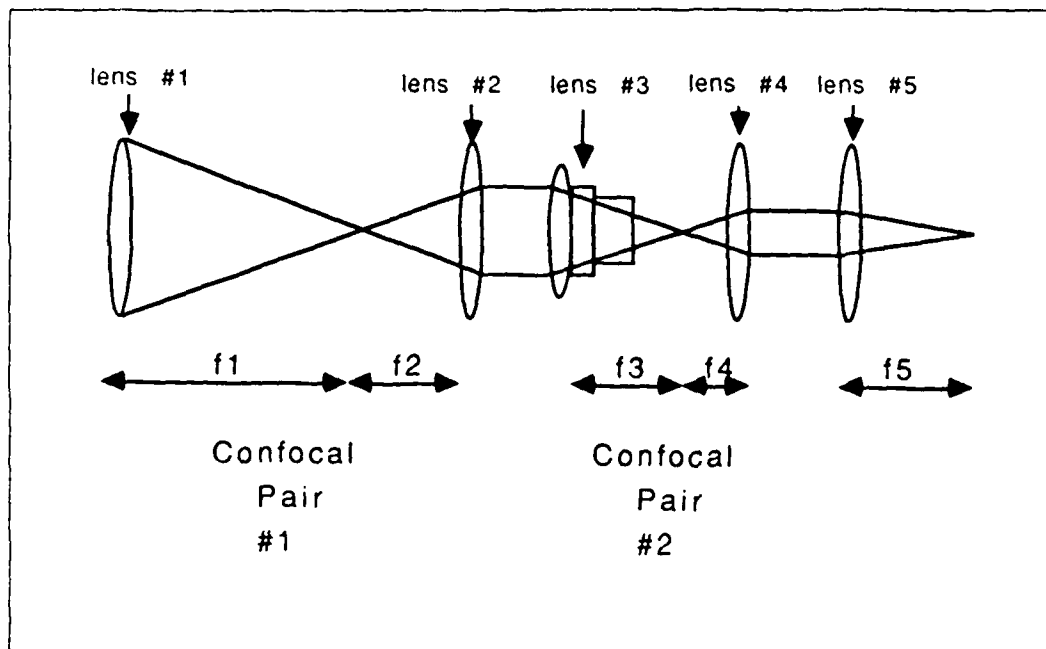 lens #1
lens #2
lens #3
lens #4
lens #5
f1
f2
f3
f4
f5
Confocal
Pair
#1
Confocal
Pair
#2